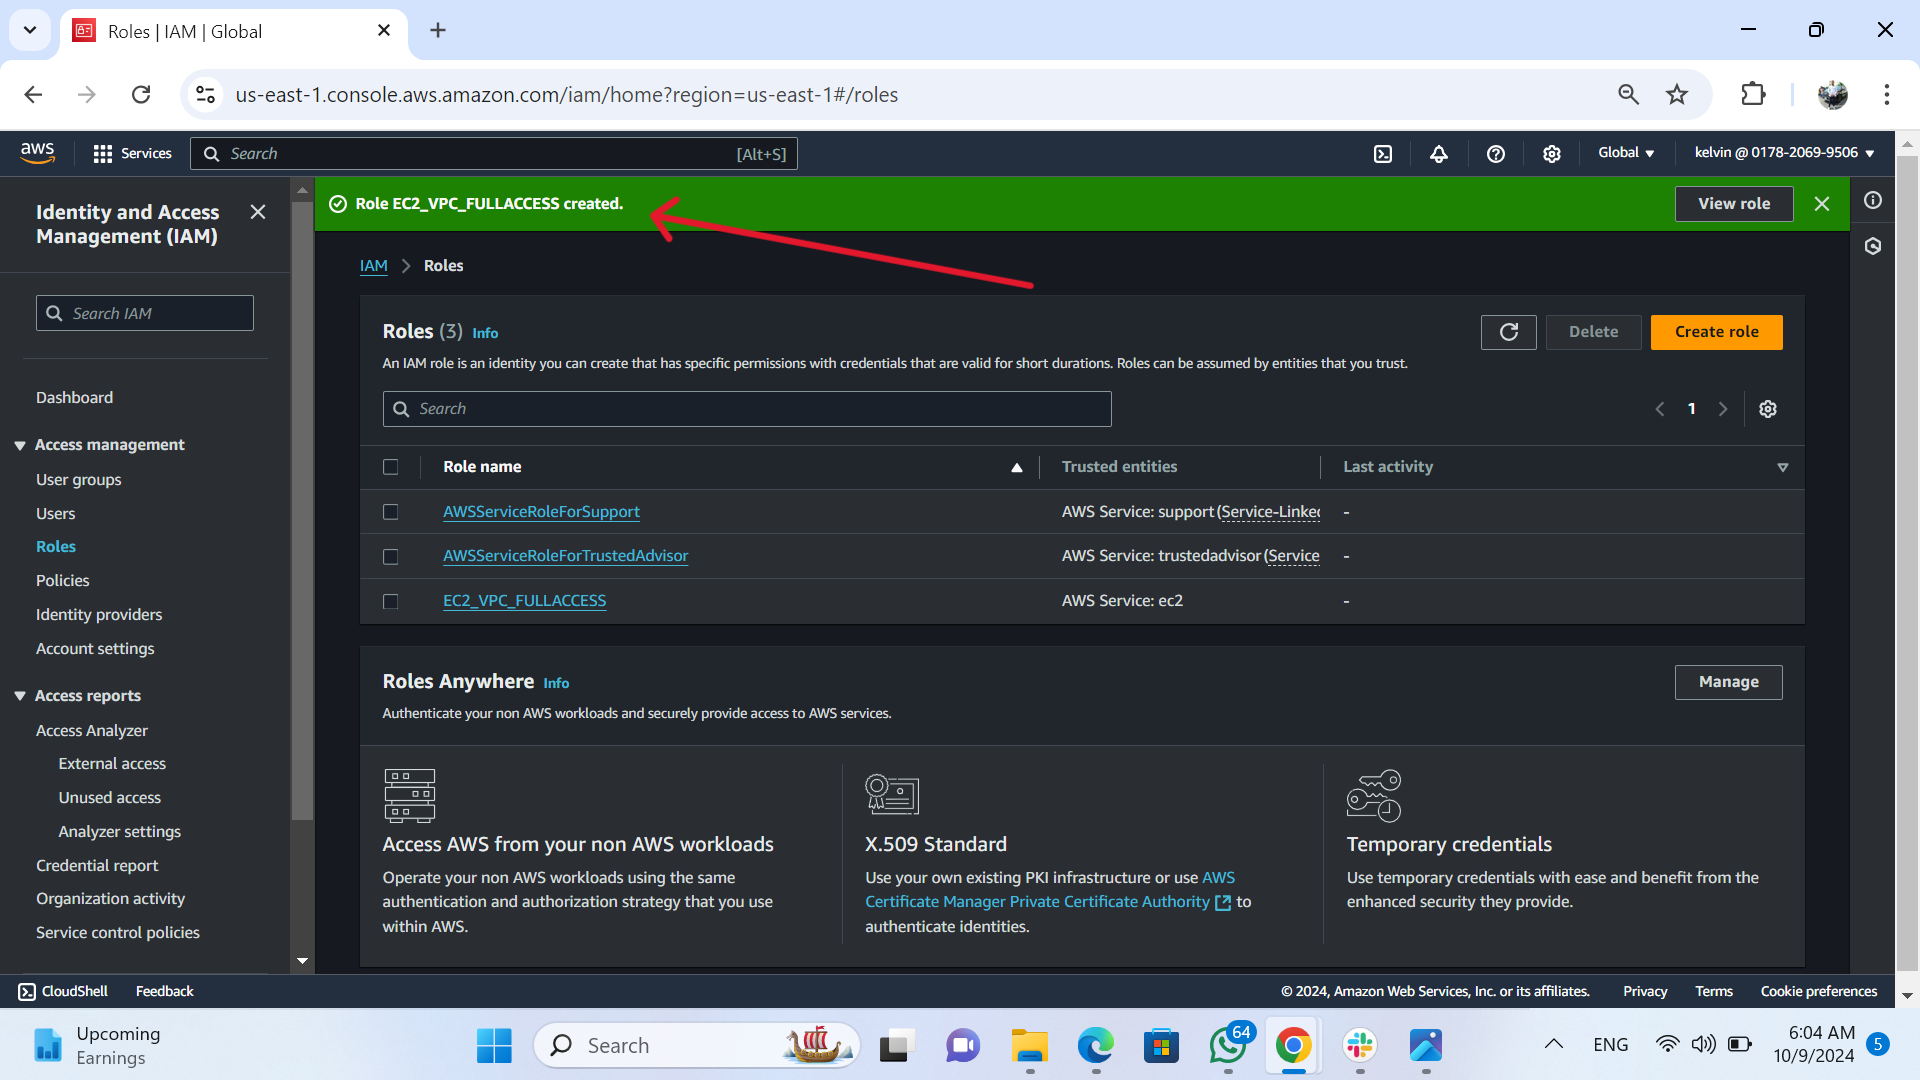 Roles | IAM | Global
us-east-1.console.aws.amazon.com/iam/home?region=us-east-1#/roles
aws
Services
Search
[Alt+S]
Global
kelvin @ 0178-2069-9506
Identity and Access
Management (IAM)
Search IAM
Dashboard
Access management
User groups
Users
Roles
Policies
Identity providers
Account settings
Access reports
Access Analyzer
External access
Unused access
Analyzer settings
Credential report
Organization activity
Service control policies
Role EC2_VPC_FULLACCESS created.
View role
IAM
Roles
Roles (3) Info
Delete
Create role
An IAM role is an identity you can create that has specific permissions with credentials that are valid for short durations. Roles can be assumed by entities that you trust.
Search
1
Role name
Trusted entities
Last activity
AWSServiceRoleForSupport
AWS Service: support (Service-Linked
-
AWSServiceRoleForTrustedAdvisor
AWS Service: trustedadvisor (Service
-
EC2_VPC_FULLACCESS
AWS Service: ec2
-
Roles Anywhere Info
Manage
Authenticate your non AWS workloads and securely provide access to AWS services.
Access AWS from your non AWS workloads
Operate your non AWS workloads using the same
authentication and authorization strategy that you use
within AWS.
X.509 Standard
Use your own existing PKI infrastructure or use AWS
Certificate Manager Private Certificate Authority to
authenticate identities.
Temporary credentials
Use temporary credentials with ease and benefit from the
enhanced security they provide.
CloudShell
Feedback
© 2024, Amazon Web Services, Inc. or its affiliates.
Privacy
Terms
Cookie preferences
Upcoming
Earnings
Search
64
ENG
6:04 AM
10/9/2024
5